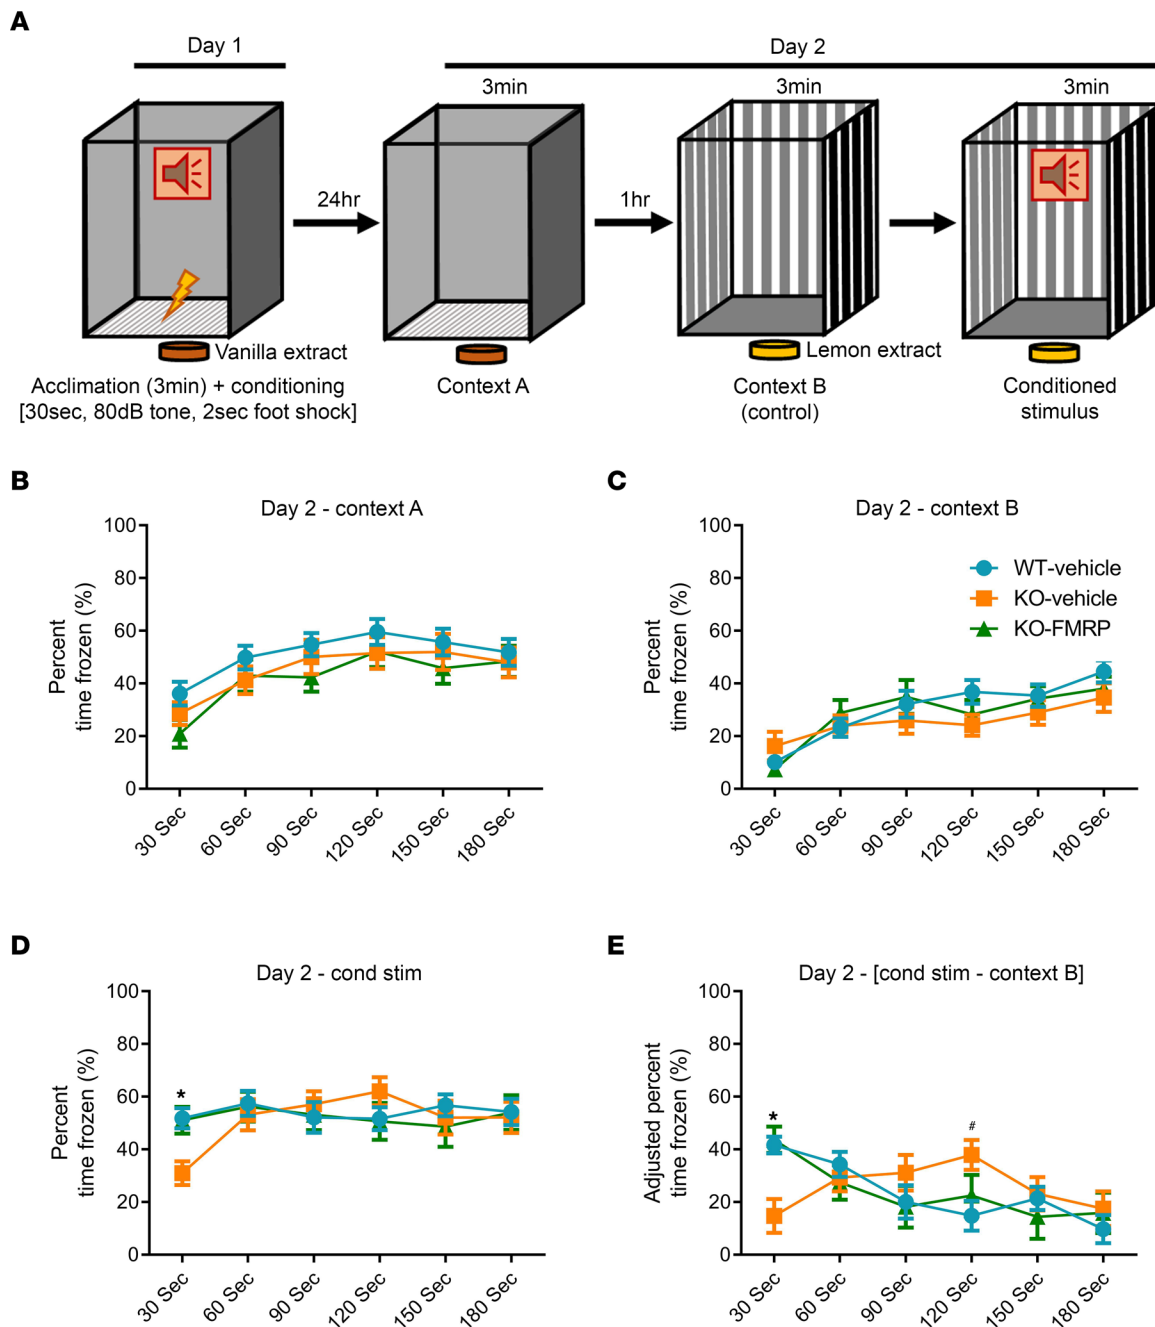 A
Day 1
Day 2
3min
3min
3min
24hr
1hr
Vanilla extract
Lemon extract
Acclimation (3min) + conditioning
[30sec, 80dB tone, 2sec foot shock]
Context A
Context B
(control)
Conditioned
stimulus
B
Day 2 - context A
Percent
time frozen (%)
100
80
60
40
20
0
30 Sec
60 Sec
90 Sec
120 Sec
150 Sec
180 Sec
C
Day 2 - context B
Percent
time frozen (%)
100
80
60
40
20
0
WT-vehicle
KO-vehicle
KO-FMRP
30 Sec
60 Sec
90 Sec
120 Sec
150 Sec
180 Sec
D
Day 2 - cond stim
Percent
time frozen (%)
100
80
60
40
20
0
*
30 Sec
60 Sec
90 Sec
120 Sec
150 Sec
180 Sec
E
Day 2 - [cond stim - context B]
Adjusted percent
time frozen (%)
100
80
60
40
20
0
*
#
30 Sec
60 Sec
90 Sec
120 Sec
150 Sec
180 Sec